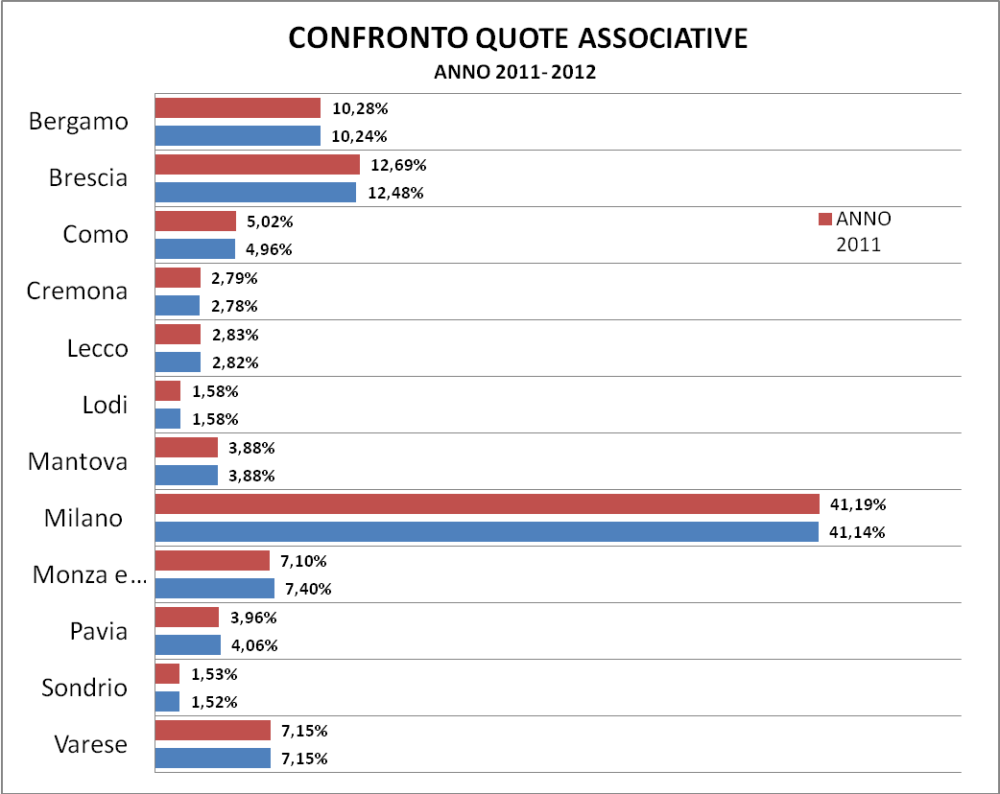 CONFRONTO QUOTE ASSOCIATIVE
ANNO 2011- 2012
Bergamo
10,28%
10,24%
Brescia
12,69%
12,48%
Como
5,02%
4,96%
ANNO
2011
Cremona
2,79%
2,78%
Lecco
2,83%
2,82%
Lodi
1,58%
1,58%
Mantova
3,88%
3,88%
Milano
41,19%
41,14%
Monza e...
7,10%
7,40%
Pavia
3,96%
4,06%
Sondrio
1,53%
1,52%
Varese
7,15%
7,15%